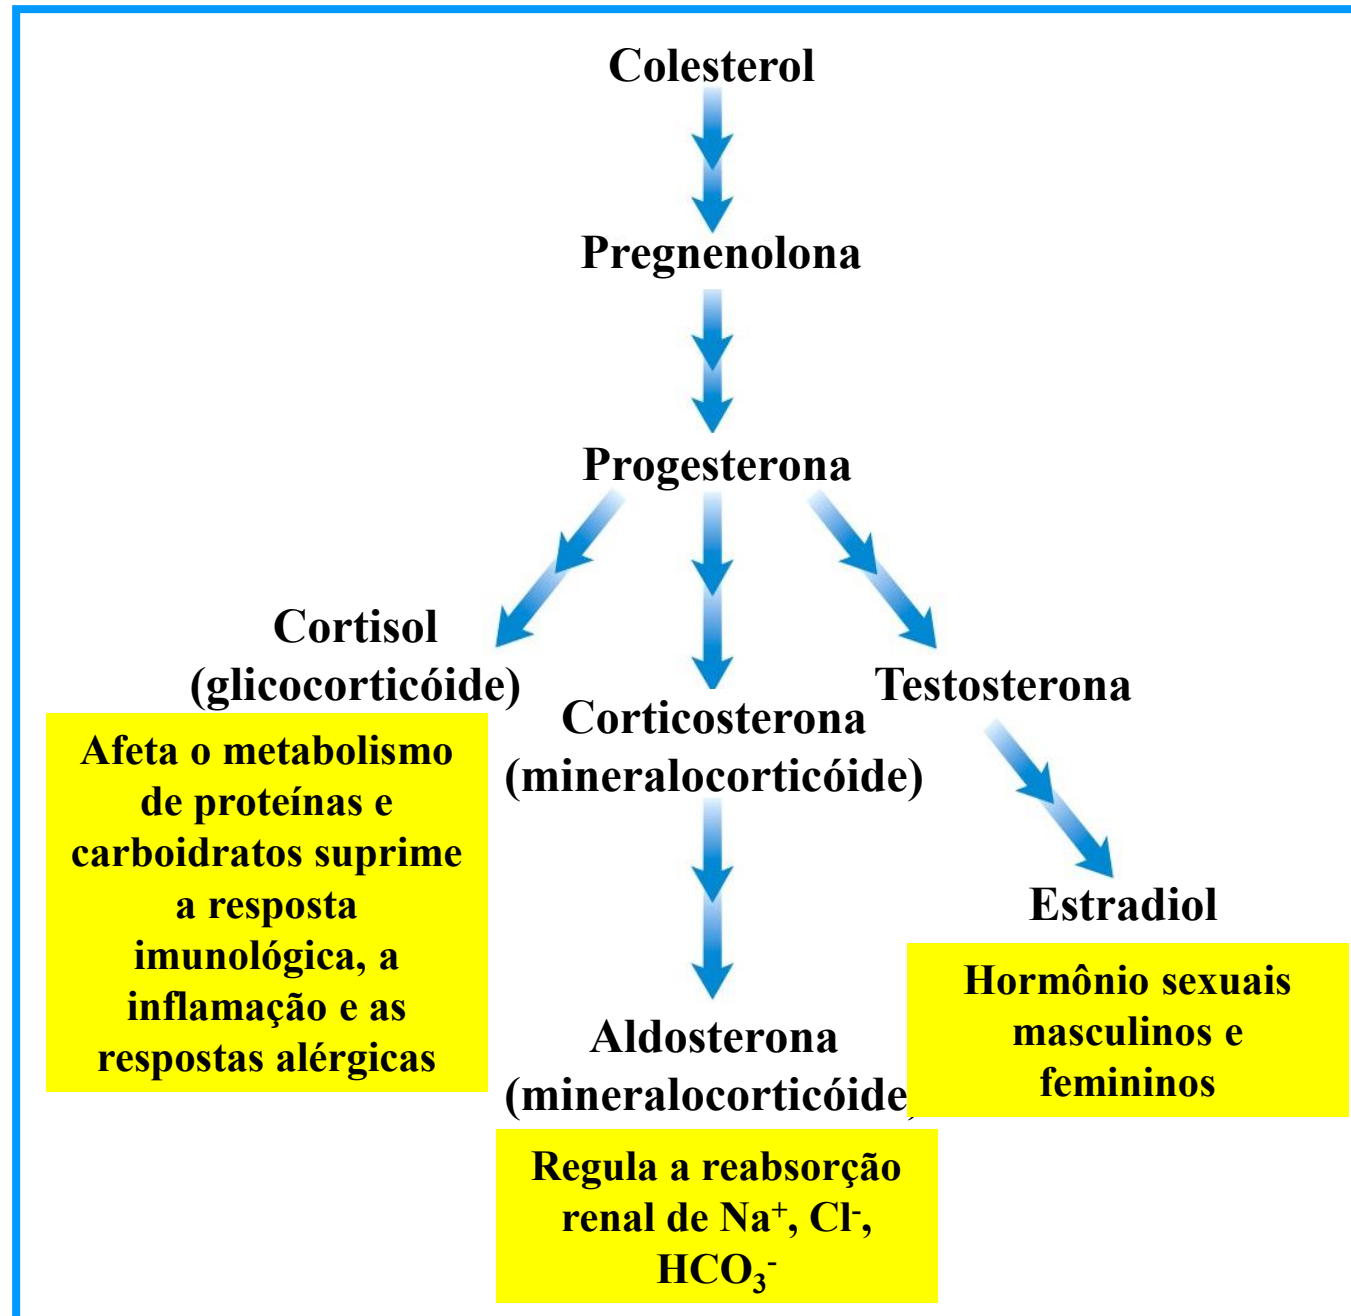 Colesterol
Pregnenolona
Progesterona
Cortisol
(glicocorticóide)
Afeta o metabolismo
de proteínas e
carboidratos suprime
a resposta
imunológica, a
inflamação e as
respostas alérgicas
Corticosterona
(mineralocorticóide)
Aldosterona
(mineralocorticóide
Regula a reabsorção
renal de Na⁺, Cl⁻,
HCO₃⁻
Testosterona
Estradiol
Hormônio sexuais
masculinos e
femininos